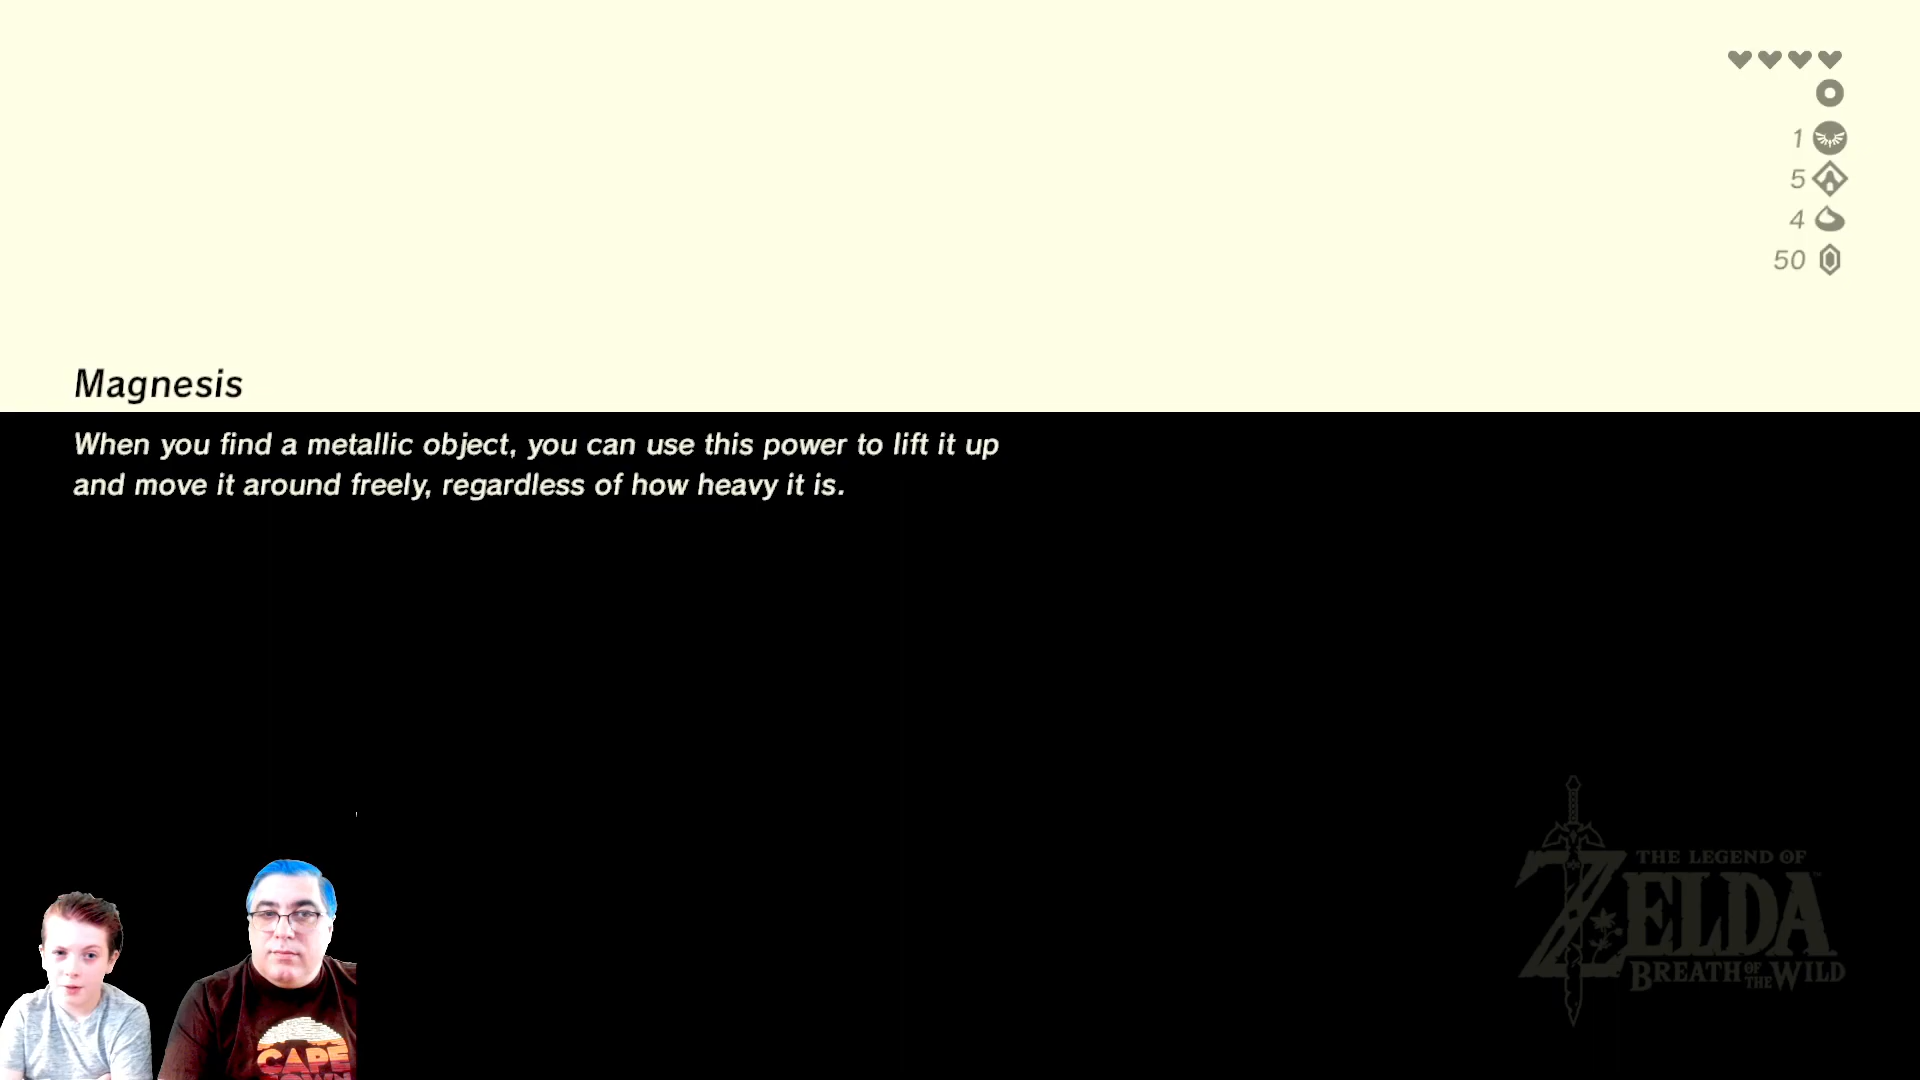 1
5
4
50
Magnesis
When you find a metallic object, you can use this power to lift it up
and move it around freely, regardless of how heavy it is.
THE LEGEND OF
ZELDA
BREATH OF THE WILD
CAPE
TOWN